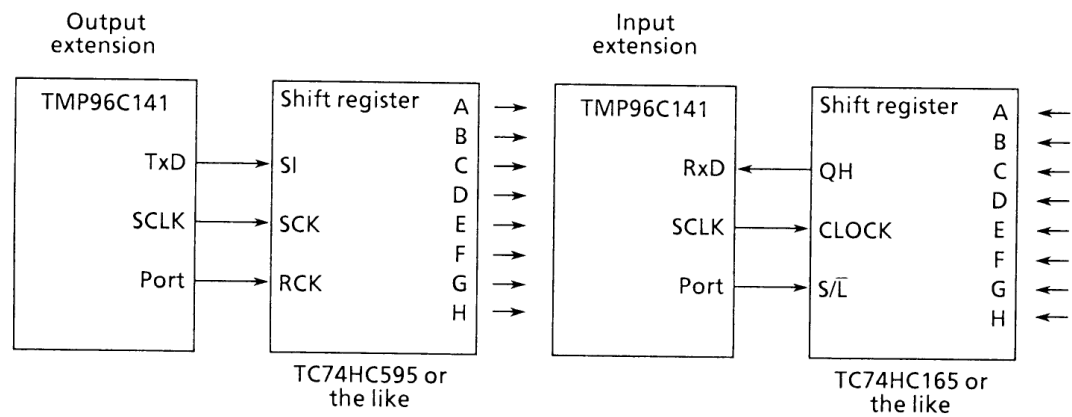 Output
extension
TMP96C141
TxD
SCLK
Port
Shift register
SI
SCK
RCK
A
B
C
D
E
F
G
H
TC74HC595 or
the like
Input
extension
TMP96C141
RxD
SCLK
Port
Shift register
QH
CLOCK
S/L̅
A
B
C
D
E
F
G
H
TC74HC165 or
the like